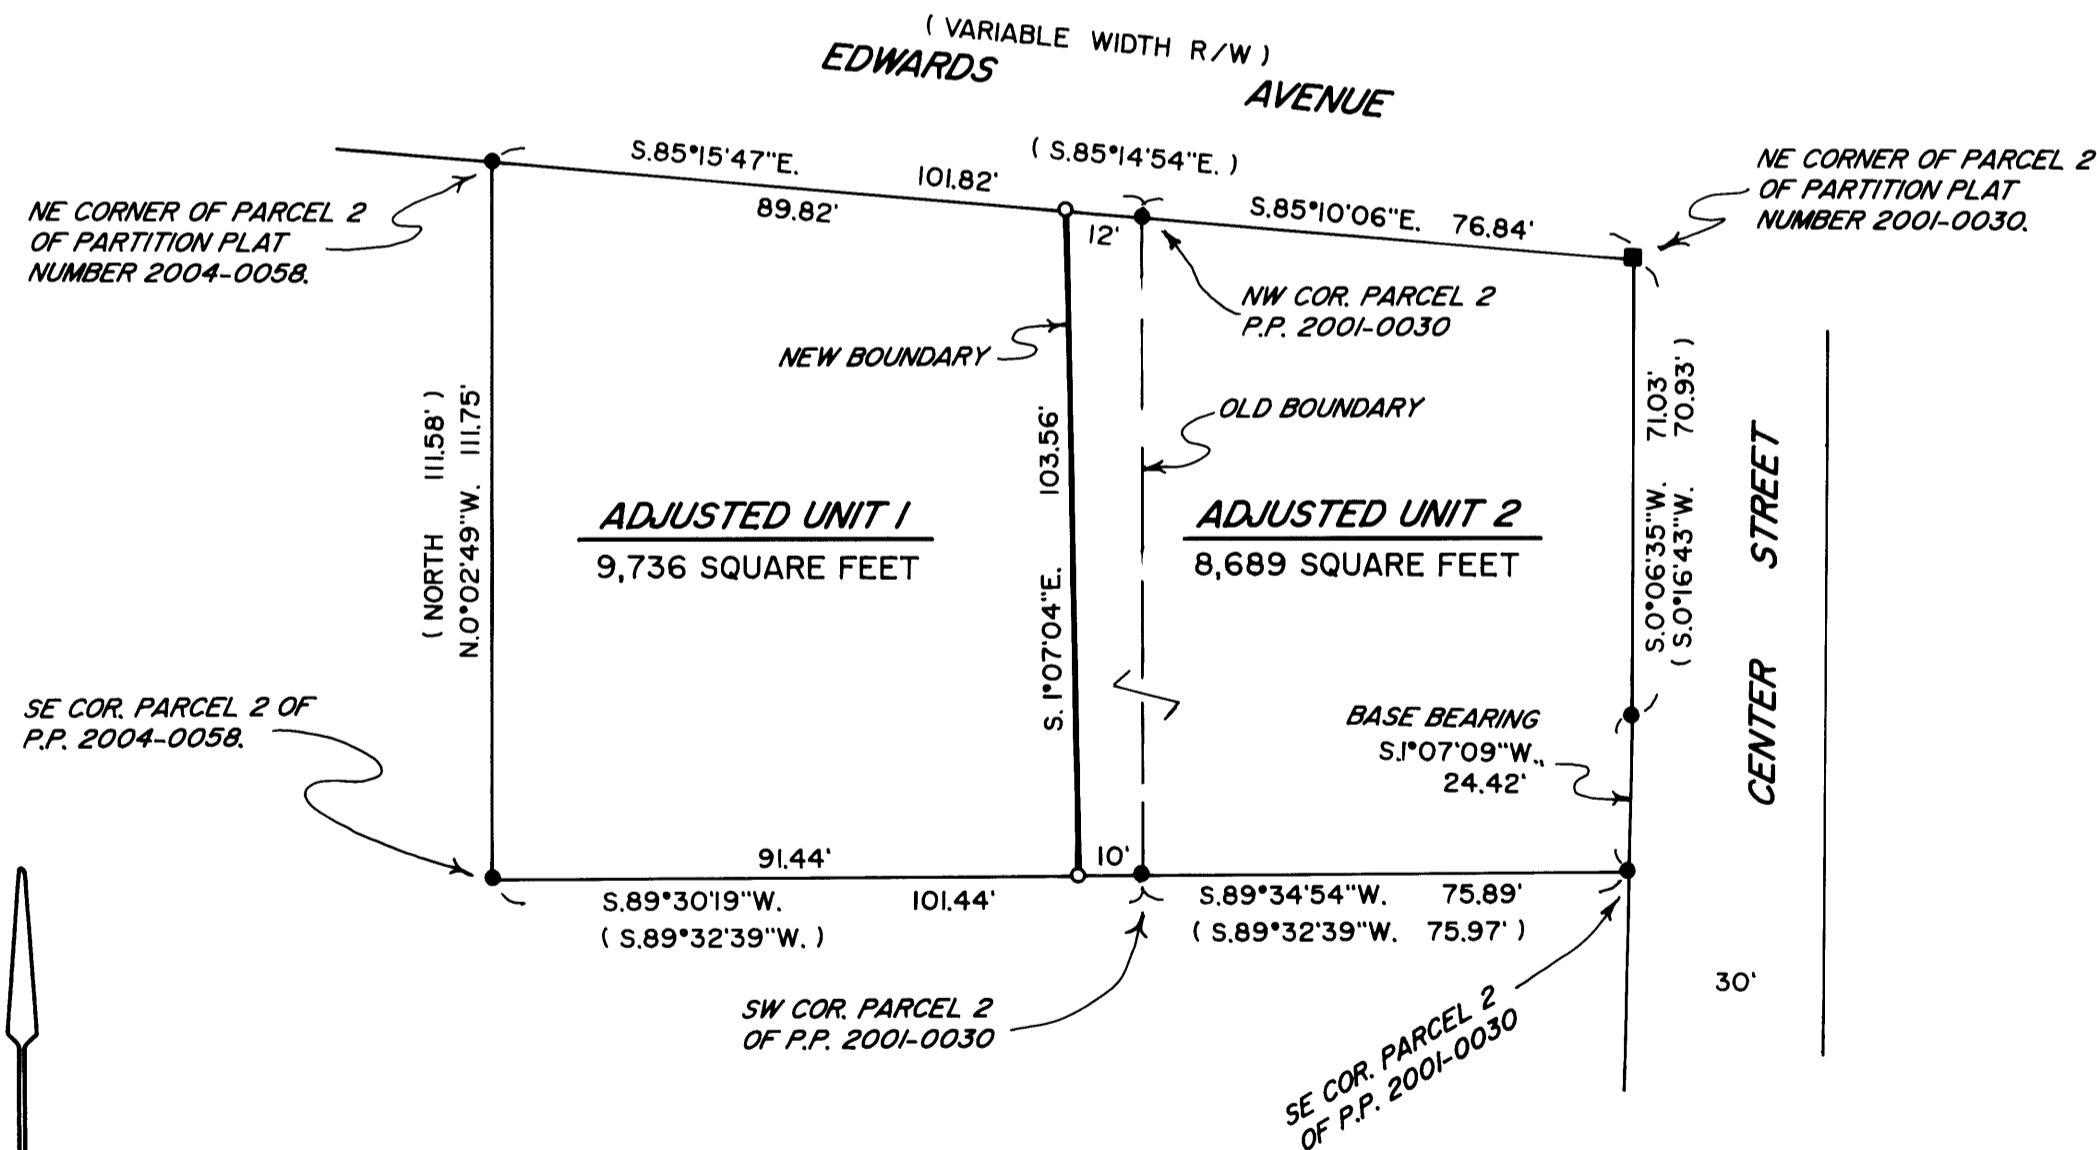 ( VARIABLE WIDTH R/W )
EDWARDS AVENUE
S.85°15'47"E. 101.82'
( S.85°14'54"E. )
89.82'
12'
S.85°10'06"E. 76.84'
NE CORNER OF PARCEL 2
OF PARTITION PLAT
NUMBER 2004-0058.
NE CORNER OF PARCEL 2
OF PARTITION PLAT
NUMBER 2001-0030.
NW COR. PARCEL 2
P.P. 2001-0030
NEW BOUNDARY
OLD BOUNDARY
( NORTH 111.58' )
N.0°02'49"W. 111.75'
S. 1°07'04"E. 103.56'
S.0°06'35"W. 71.03'
( S.0°16'43"W. 70.93' )
CENTER STREET
ADJUSTED UNIT 1
9,736 SQUARE FEET
ADJUSTED UNIT 2
8,689 SQUARE FEET
SE COR. PARCEL 2 OF
P.P. 2004-0058.
BASE BEARING
S.1°07'09"W.,
24.42'
91.44'
10'
S.89°30'19"W. 101.44'
( S.89°32'39"W. )
S.89°34'54"W. 75.89'
( S.89°32'39"W. 75.97' )
30'
SW COR. PARCEL 2
OF P.P. 2001-0030
SE COR. PARCEL 2
OF P.P. 2001-0030